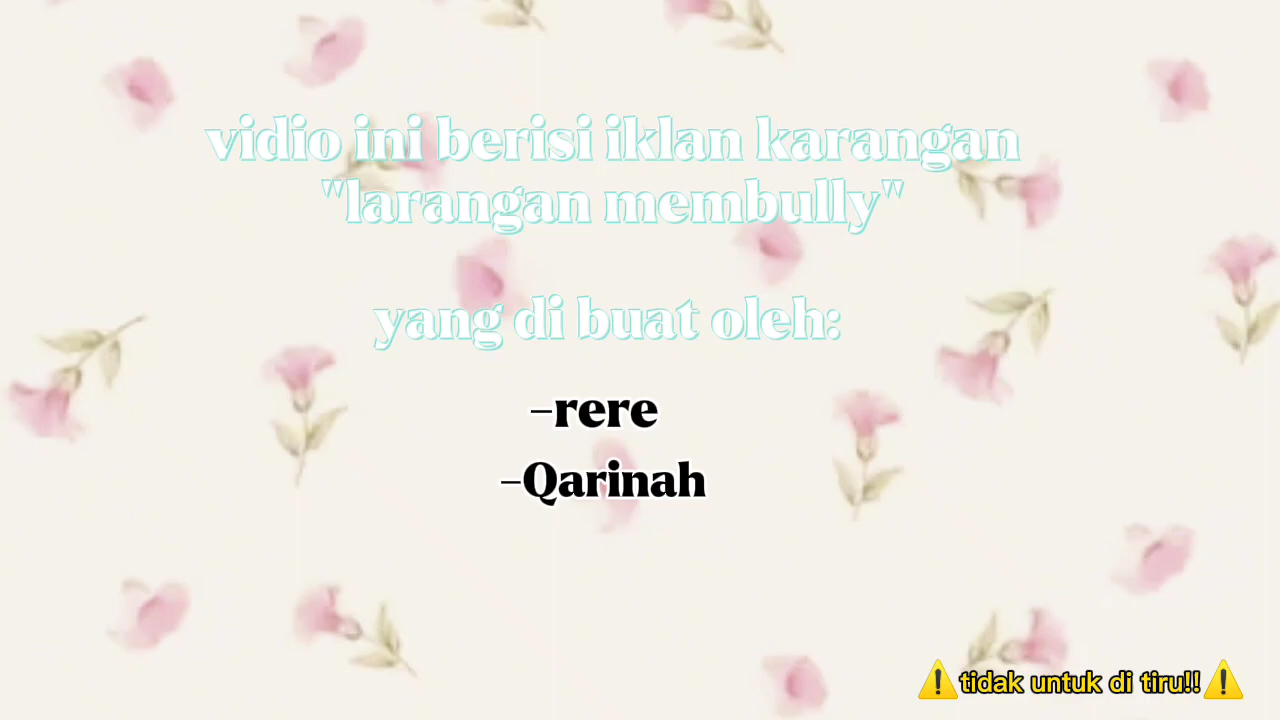 vidio ini berisi iklan karangan
"larangan membully"
yang di buat oleh:
-rere
-Qarinah
⚠️tidak untuk di tiru!!⚠️